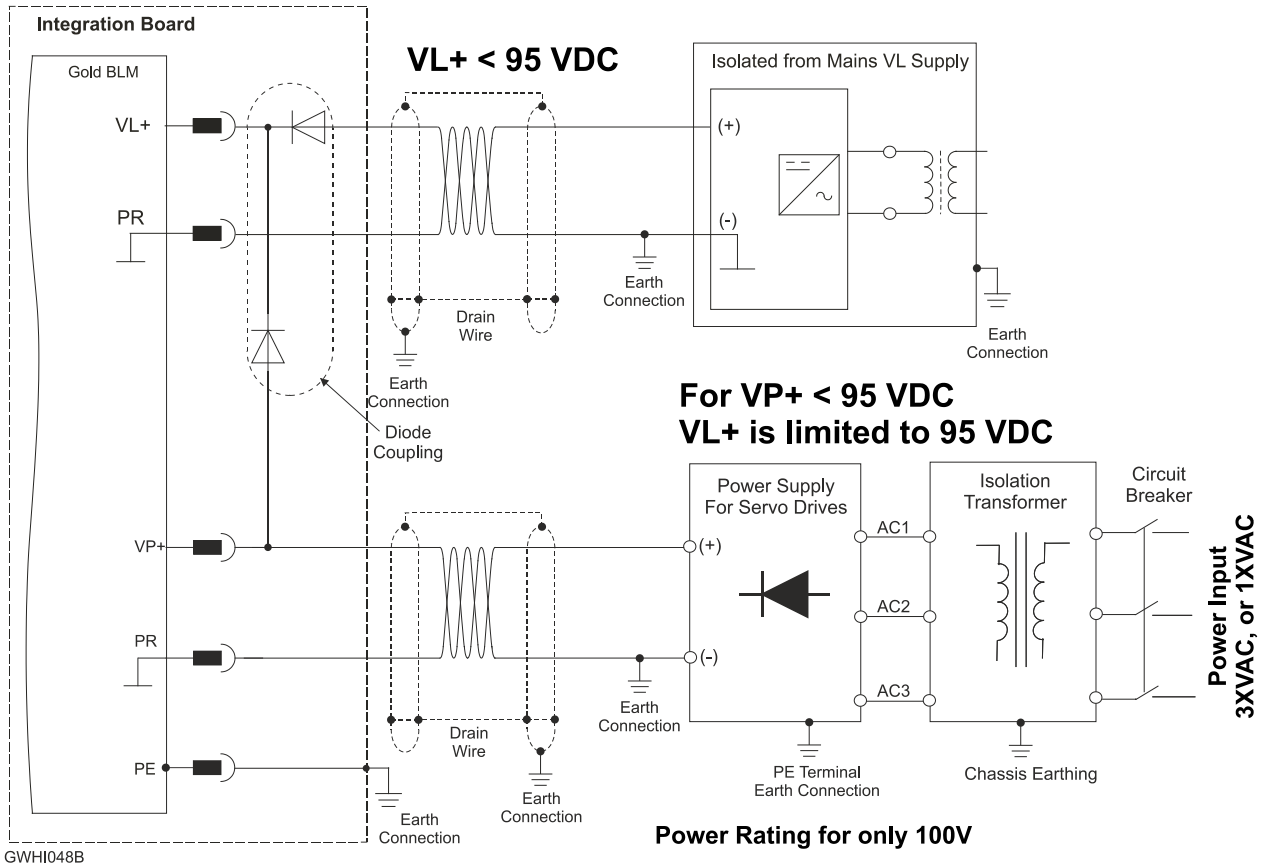 Integration Board
Gold BLM
VL+ < 95 VDC
Isolated from Mains VL Supply
VL+
(+)
PR
(-)
Earth
Connection
Drain
Wire
Earth
Connection
Earth
Connection
Diode
Coupling
For VP+ < 95 VDC
VL+ is limited to 95 VDC
Power Supply
For Servo Drives
Isolation
Transformer
Circuit
Breaker
AC1
VP+
(+)
AC2
Power Input
3XVAC, or 1XVAC
PR
(-)
AC3
Earth
Connection
Drain
Wire
PE
PE Terminal
Earth Connection
Chassis Earthing
Earth
Connection
Earth
Connection
Power Rating for only 100V
GWHI048B